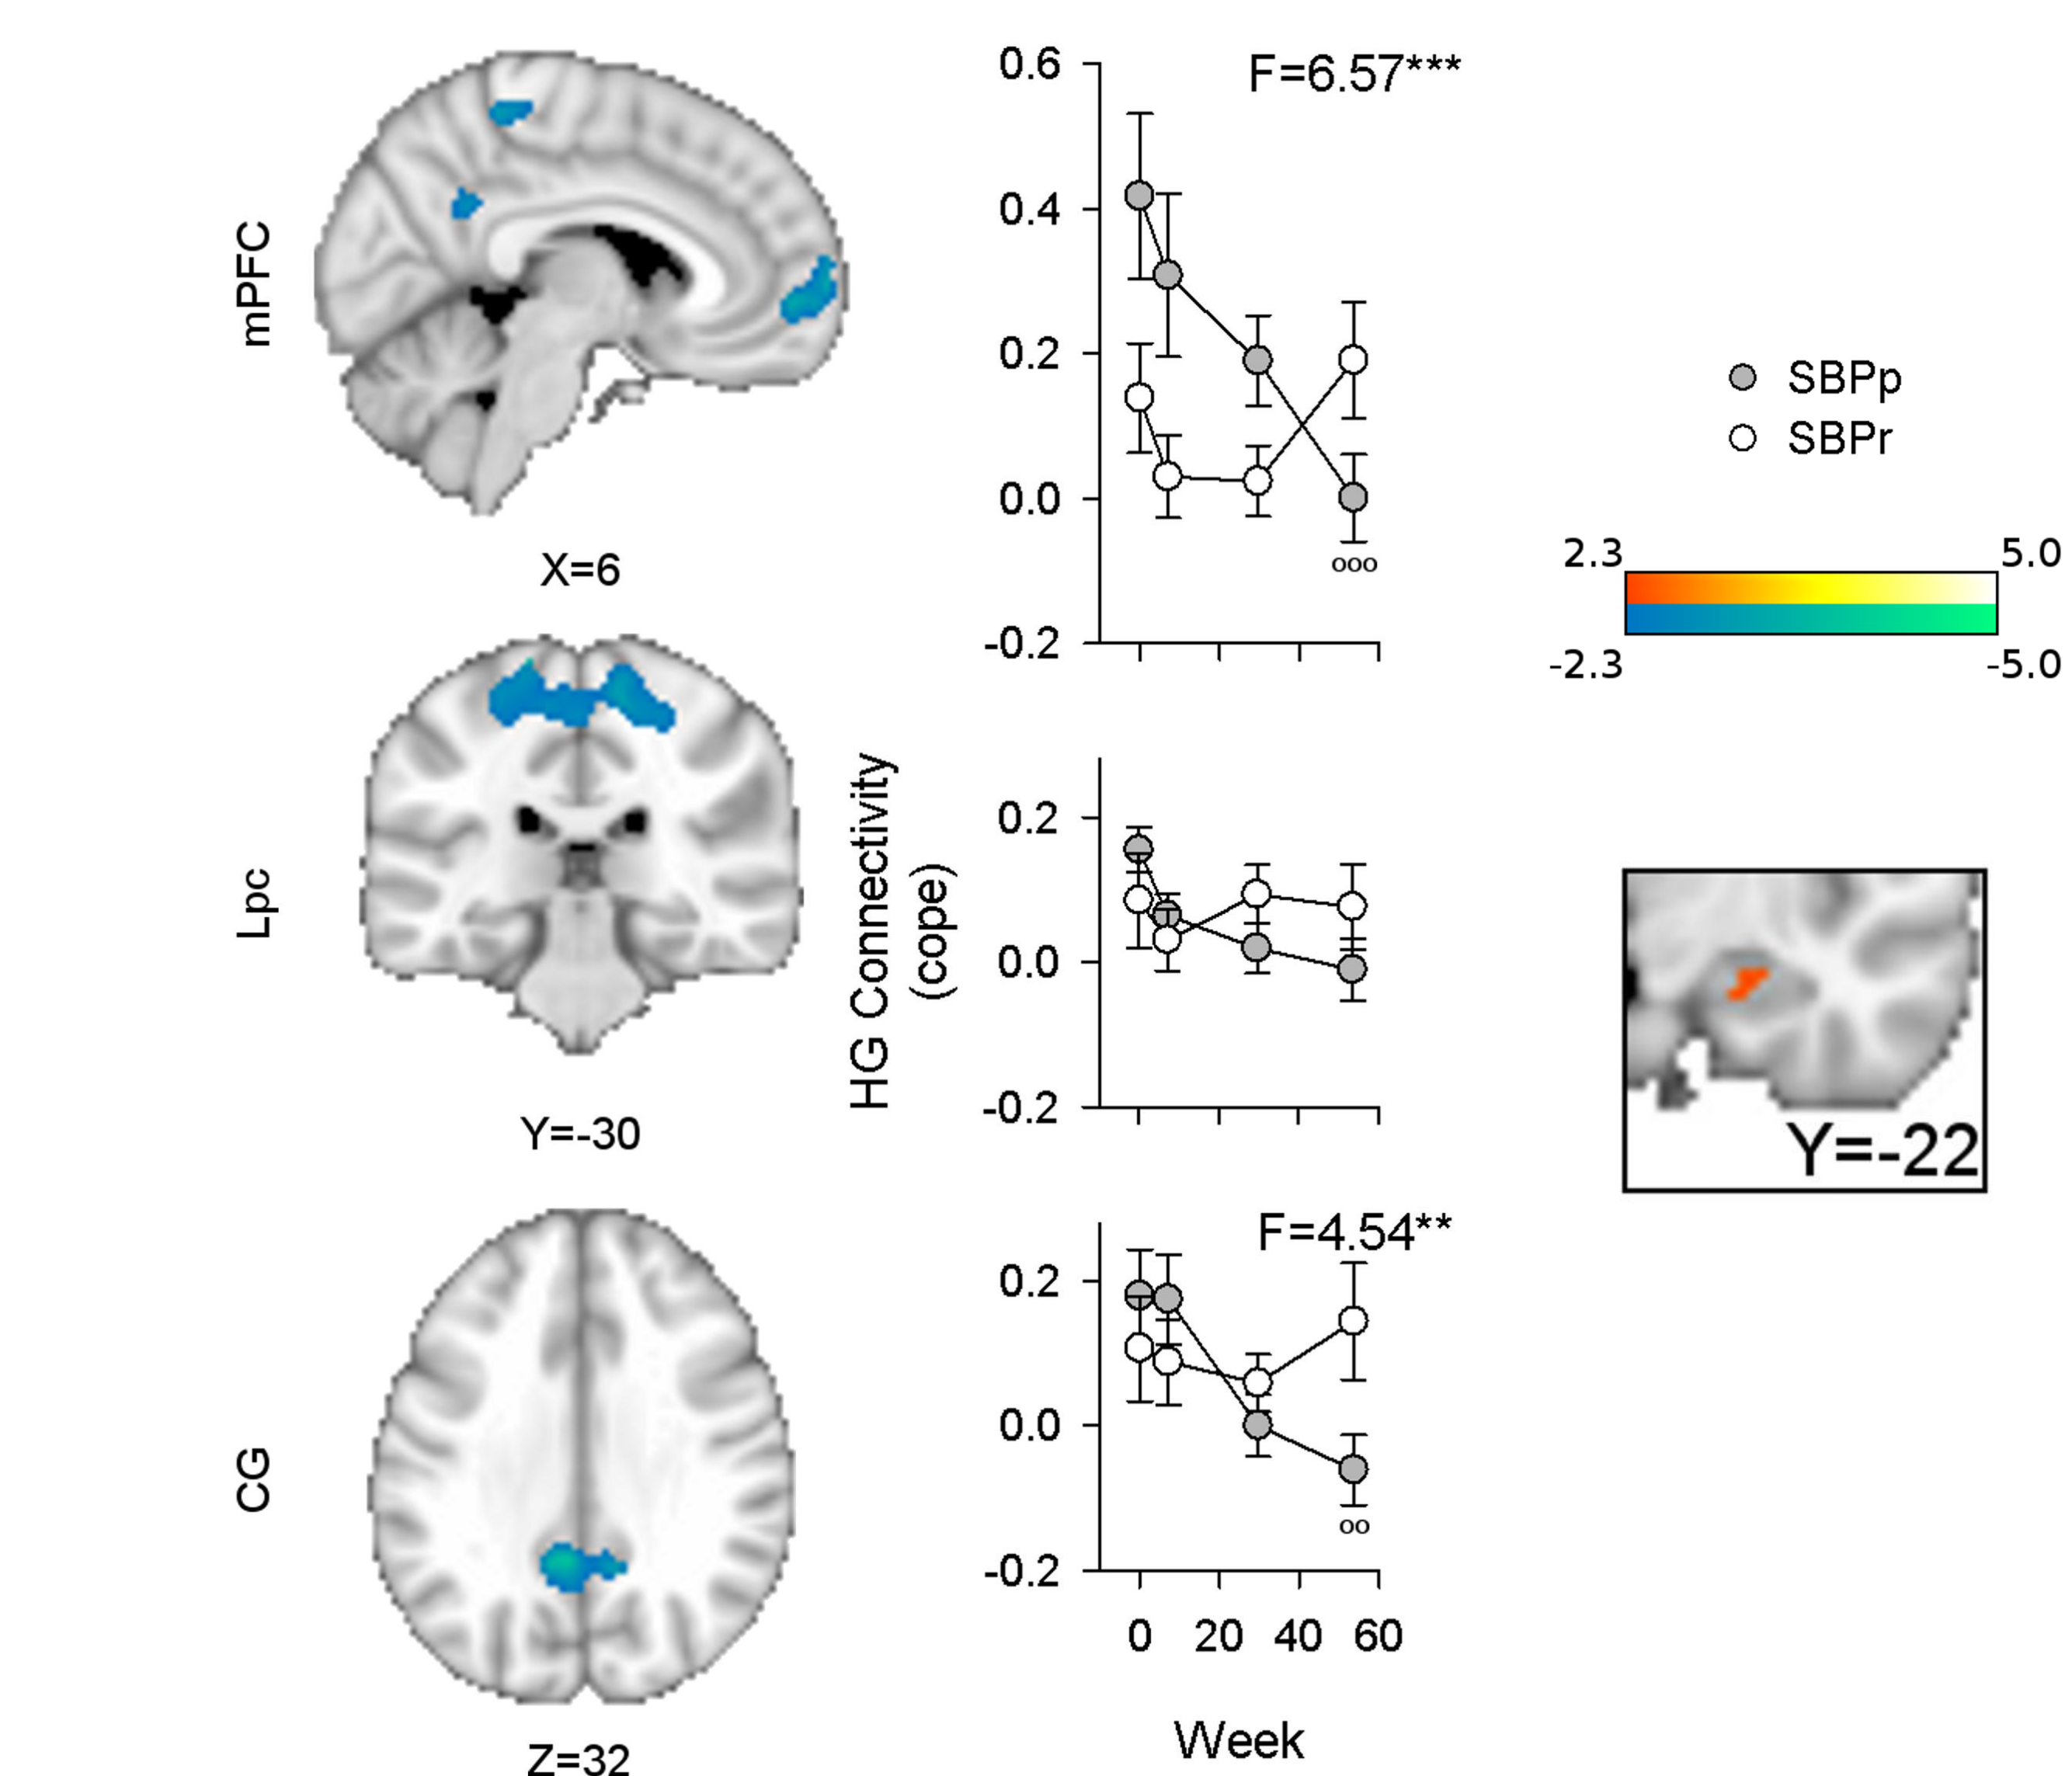 mPFC
X=6
0.6
0.4
0.2
0.0
-0.2
F=6.57***
ooo
SBPp
SBPr
2.3
5.0
-2.3
-5.0
Lpc
Y=-30
HG Connectivity
(cope)
0.2
0.0
-0.2
Y=-22
CG
Z=32
F=4.54**
0.2
0.0
-0.2
oo
0 20 40 60
Week